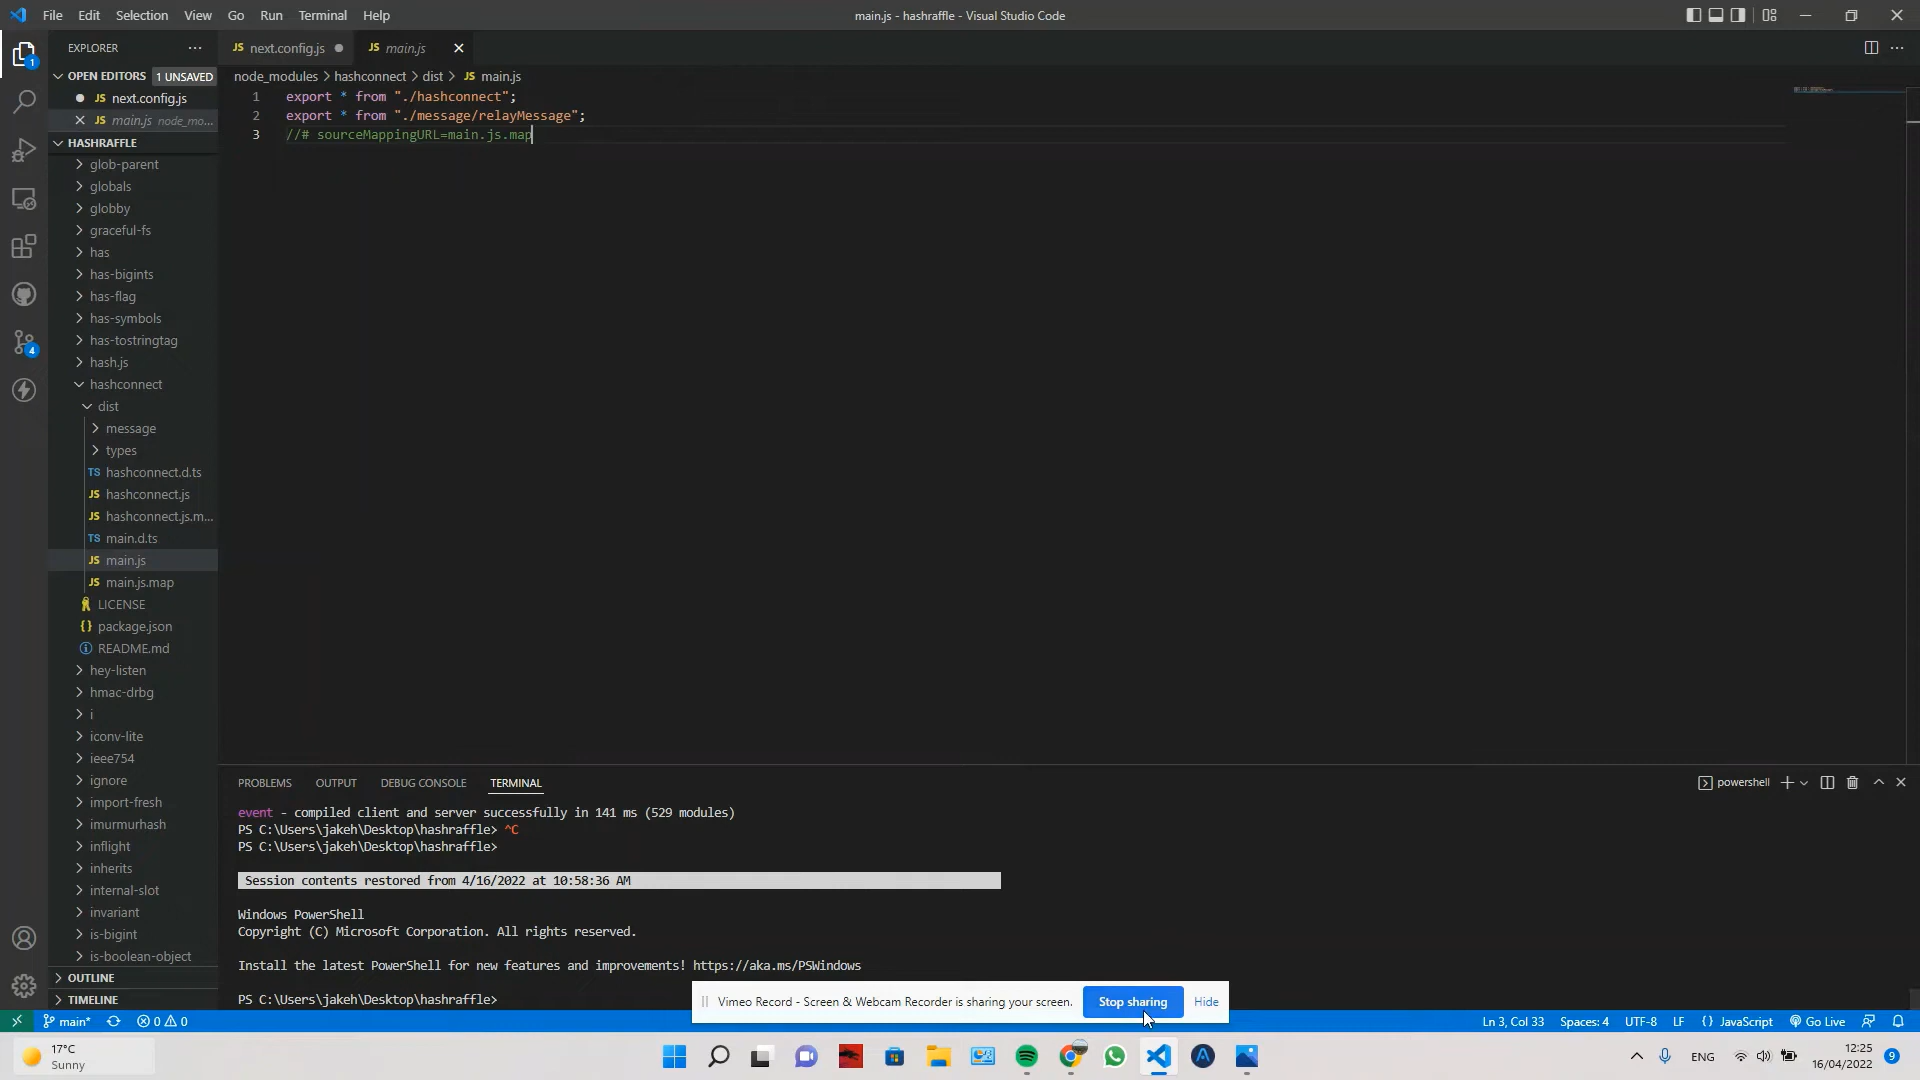 File Edit Selection View Go Run Terminal Help
main.js - hashraffle - Visual Studio Code
EXPLORER
OPEN EDITORS 1 UNSAVED
JS next.config.js
JS main.js node_mo...
HASHRAFFLE
glob-parent
globals
globby
graceful-fs
has
has-bigints
has-flag
has-symbols
has-tostringtag
hash.js
hashconnect
dist
message
types
TS hashconnect.d.ts
JS hashconnect.js
JS hashconnect.js.m...
TS main.d.ts
JS main.js
JS main.js.map
LICENSE
{} package.json
README.md
hey-listen
hmac-drbg
i
iconv-lite
ieee754
ignore
import-fresh
imurmurhash
inflight
inherits
internal-slot
invariant
is-bigint
is-boolean-object
OUTLINE
TIMELINE
1
4
JS next.config.js
JS main.js
node_modules > hashconnect > dist > JS main.js
1 export * from "./hashconnect";
2 export * from "./message/relayMessage";
3 //# sourceMappingURL=main.js.map
PROBLEMS OUTPUT DEBUG CONSOLE TERMINAL
powershell
event - compiled client and server successfully in 141 ms (529 modules)
PS C:\Users\jakeh\Desktop\hashraffle> ^C
PS C:\Users\jakeh\Desktop\hashraffle>
Session contents restored from 4/16/2022 at 10:58:36 AM
Windows PowerShell
Copyright (C) Microsoft Corporation. All rights reserved.
Install the latest PowerShell for new features and improvements! https://aka.ms/PSWindows
PS C:\Users\jakeh\Desktop\hashraffle>
Vimeo Record - Screen & Webcam Recorder is sharing your screen. Stop sharing Hide
main* 0 0
Ln 3, Col 33 Spaces: 4 UTF-8 LF {} JavaScript Go Live
17°C
Sunny
ENG
12:25
16/04/2022
9